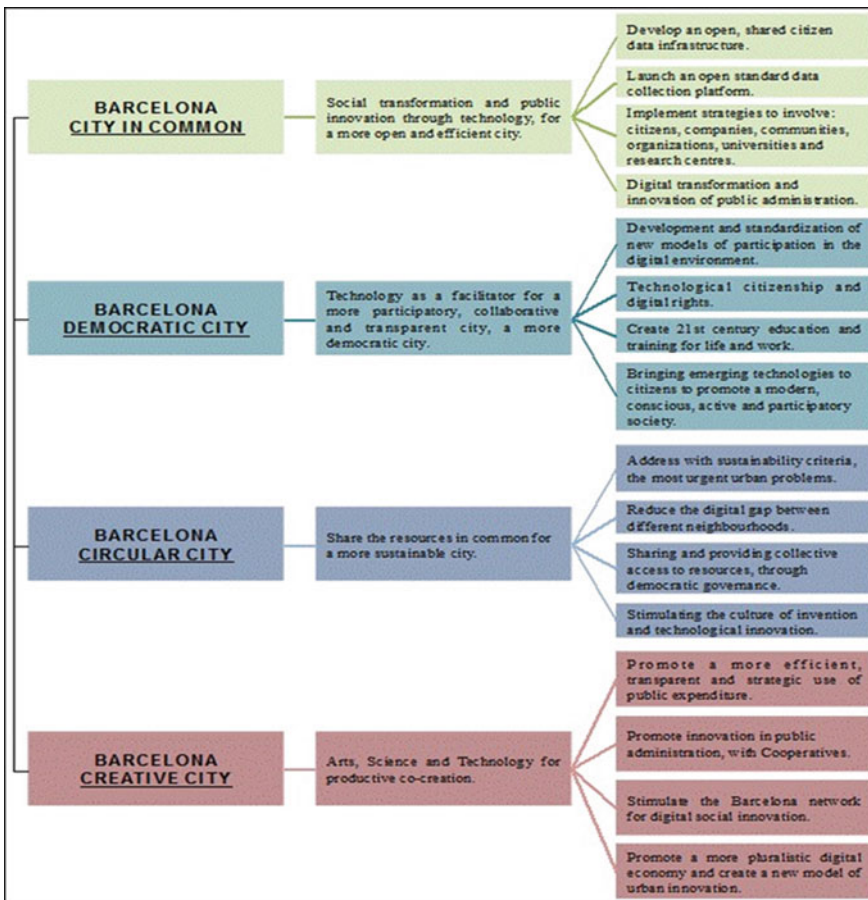 BARCELONA
CITY IN COMMON
Social transformation and public
innovation through technology, for
a more open and efficient city.
Develop an open, shared citizen
data infrastructure.
Launch an open standard data
collection platform.
Implement strategies to involve:
citizens, companies, communities,
organizations, universities and
research centres.
Digital transformation and
innovation of public administration.
BARCELONA
DEMOCRATIC CITY
Technology as a facilitator for a
more participatory, collaborative
and transparent city, a more
democratic city.
Development and standardization of
new models of participation in the
digital environment.
Technological citizenship and
digital rights.
Create 21st century education and
training for life and work.
Bringing emerging technologies to
citizens to promote a modern,
conscious, active and participatory
society.
BARCELONA
CIRCULAR CITY
Share the resources in common for
a more sustainable city.
Address with sustainability criteria,
the most urgent urban problems.
Reduce the digital gap between
different neighbourhoods.
Sharing and providing collective
access to resources, through
democratic governance.
Stimulating the culture of invention
and technological innovation.
BARCELONA
CREATIVE CITY
Arts, Science and Technology for
productive co-creation.
Promote a more efficient,
transparent and strategic use of
public expenditure.
Promote innovation in public
administration, with Cooperatives.
Stimulate the Barcelona network
for digital social innovation.
Promote a more pluralistic digital
economy and create a new model of
urban innovation.